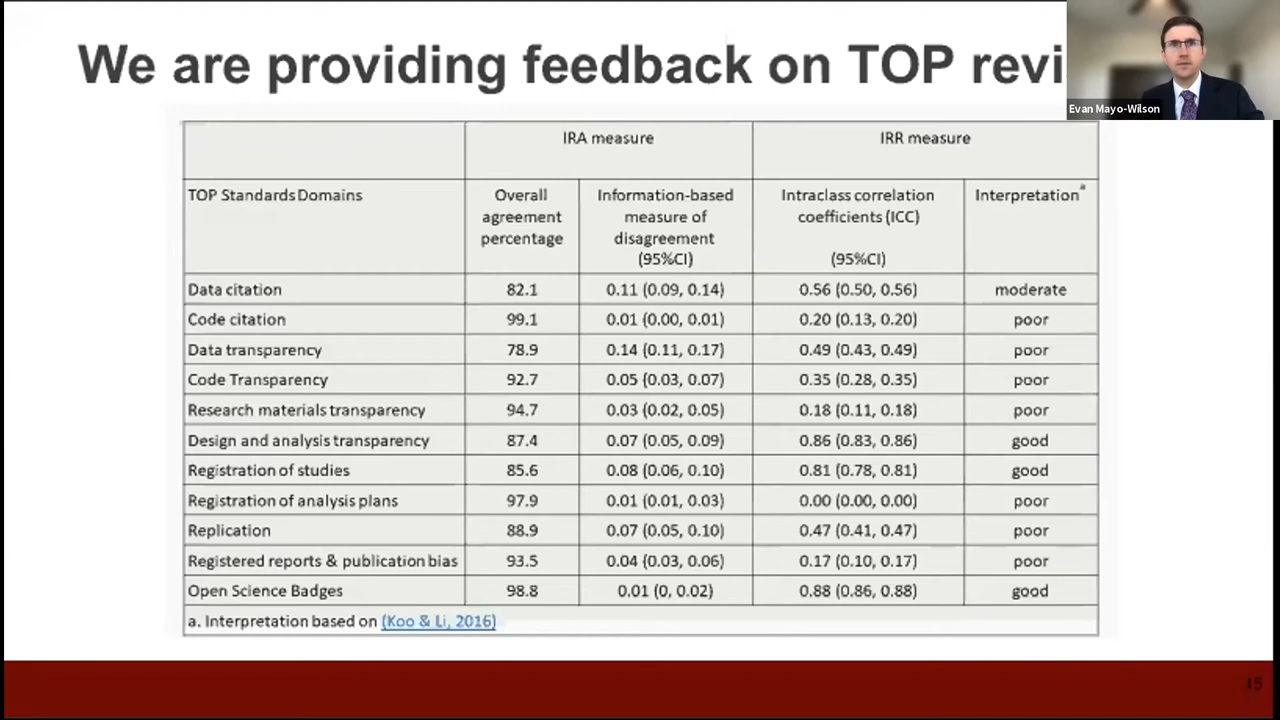 We are providing feedback on TOP revi
Evan Mayo-Wilson
IRA measure IRR measure
TOP Standards Domains Overall agreement percentage Information-based measure of disagreement (95%CI) Intraclass correlation coefficients (ICC) (95%CI) Interpretation a
Data citation 82.1 0.11 (0.09, 0.14) 0.56 (0.50, 0.56) moderate
Code citation 99.1 0.01 (0.00, 0.01) 0.20 (0.13, 0.20) poor
Data transparency 78.9 0.14 (0.11, 0.17) 0.49 (0.43, 0.49) poor
Code Transparency 92.7 0.05 (0.03, 0.07) 0.35 (0.28, 0.35) poor
Research materials transparency 94.7 0.03 (0.02, 0.05) 0.18 (0.11, 0.18) poor
Design and analysis transparency 87.4 0.07 (0.05, 0.09) 0.86 (0.83, 0.86) good
Registration of studies 85.6 0.08 (0.06, 0.10) 0.81 (0.78, 0.81) good
Registration of analysis plans 97.9 0.01 (0.01, 0.03) 0.00 (0.00, 0.00) poor
Replication 88.9 0.07 (0.05, 0.10) 0.47 (0.41, 0.47) poor
Registered reports & publication bias 93.5 0.04 (0.03, 0.06) 0.17 (0.10, 0.17) poor
Open Science Badges 98.8 0.01 (0, 0.02) 0.88 (0.86, 0.88) good
a. Interpretation based on (Koo & Li, 2016)
15